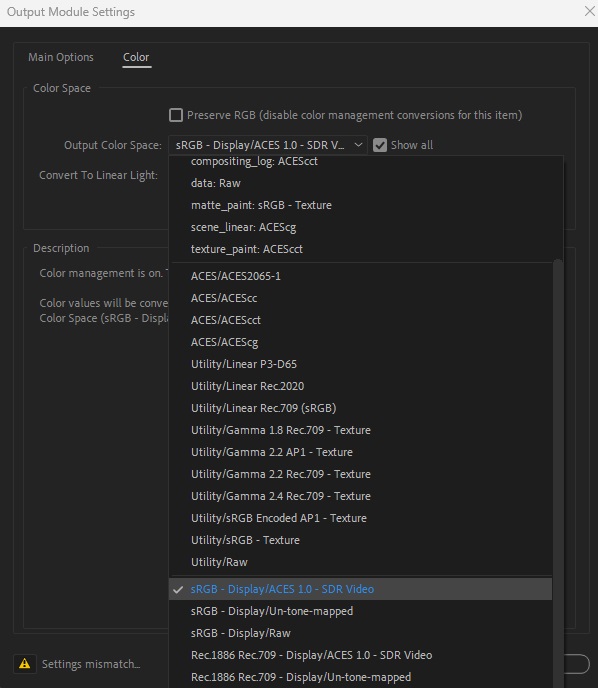 Output Module Settings
Main Options
Color
Color Space
Preserve RGB (disable color management conversions for this item)
Output Color Space:
sRGB - Display/ACES 1.0 - SDR V...
Show all
Convert To Linear Light:
compositing_log: ACEScct
data: Raw
matte_paint: sRGB - Texture
scene_linear: ACEScg
texture_paint: ACEScct
Description
Color management is on.
Color values will be conve
Color Space (sRGB - Displ
ACES/ACES2065-1
ACES/ACEScc
ACES/ACEScct
ACES/ACEScg
Utility/Linear P3-D65
Utility/Linear Rec.2020
Utility/Linear Rec.709 (sRGB)
Utility/Gamma 1.8 Rec.709 - Texture
Utility/Gamma 2.2 AP1 - Texture
Utility/Gamma 2.2 Rec.709 - Texture
Utility/Gamma 2.4 Rec.709 - Texture
Utility/sRGB Encoded AP1 - Texture
Utility/sRGB - Texture
Utility/Raw
sRGB - Display/ACES 1.0 - SDR Video
sRGB - Display/Un-tone-mapped
sRGB - Display/Raw
Rec.1886 Rec.709 - Display/ACES 1.0 - SDR Video
Rec.1886 Rec.709 - Display/Un-tone-mapped
Settings mismatch...